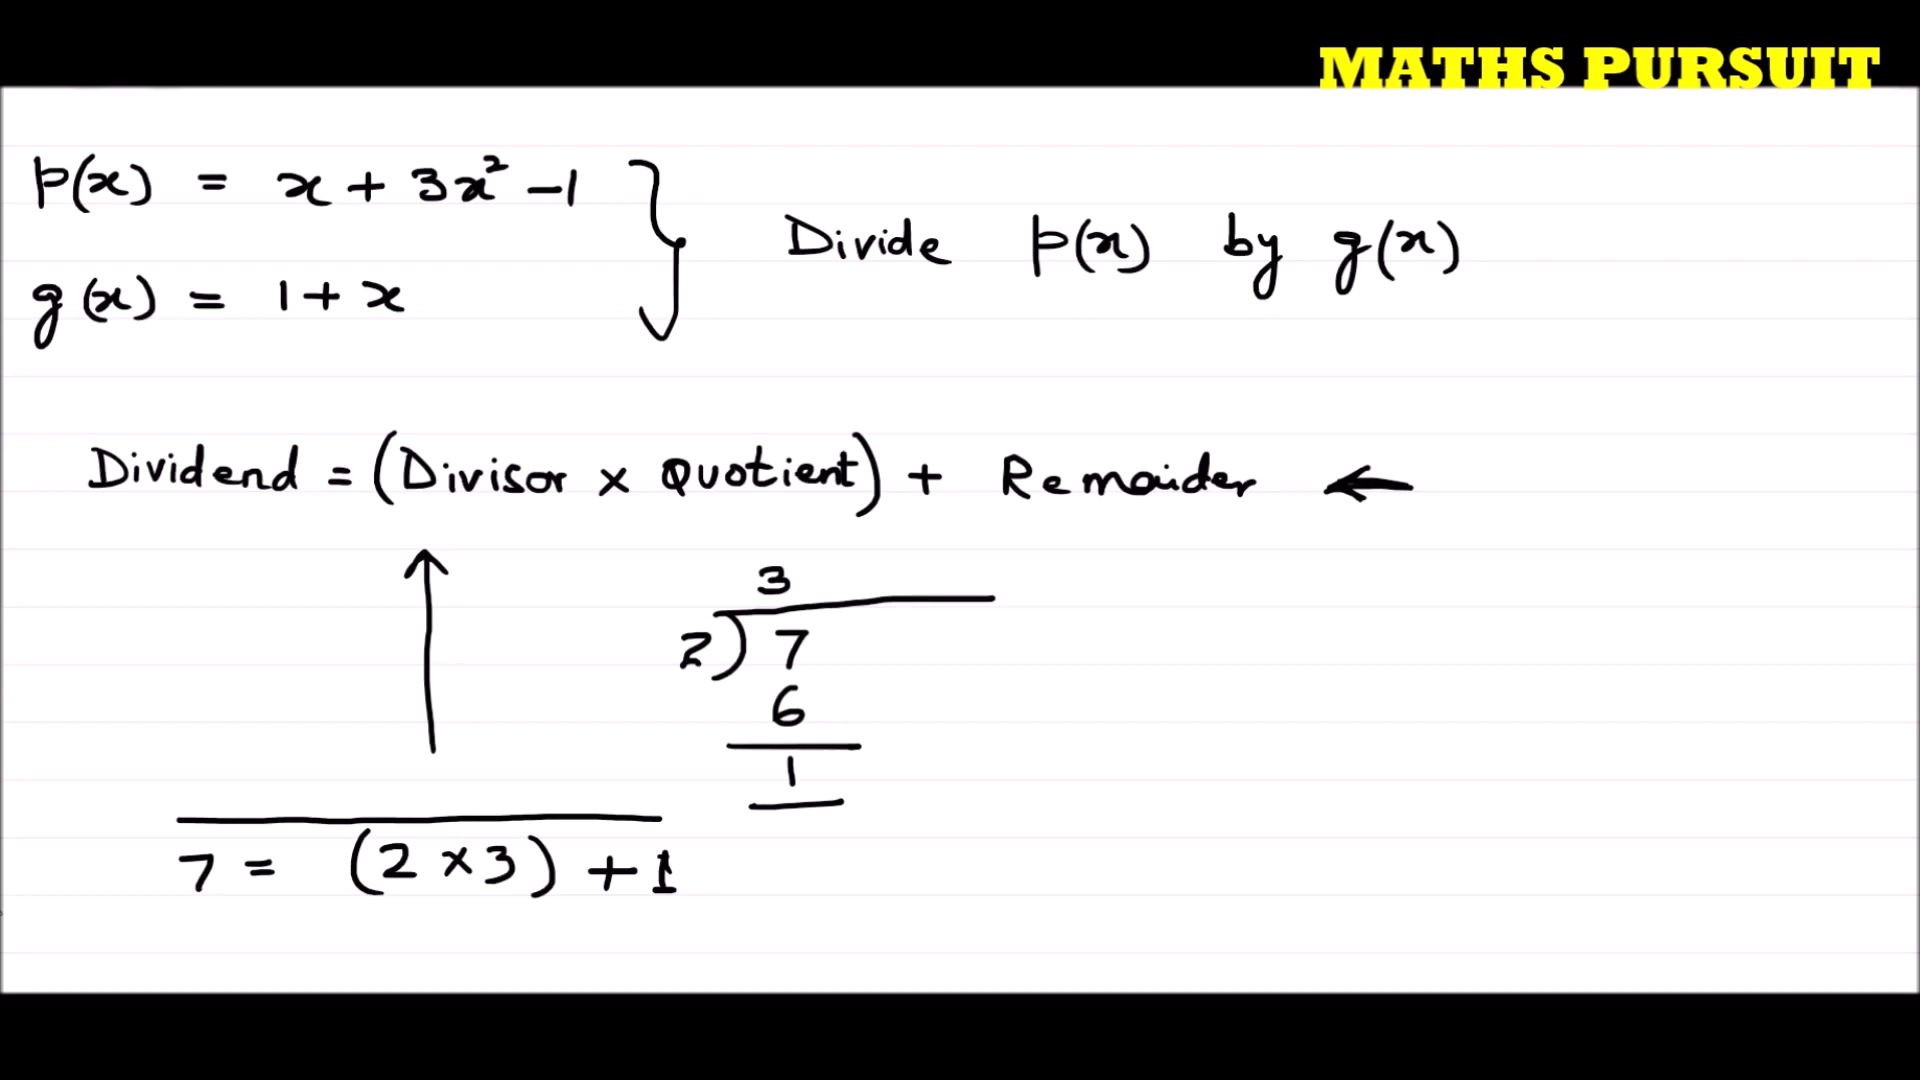 MATHS PURSUIT
p(x) = x + 3x² - 1
g(x) = 1 + x
Divide p(x) by g(x)
Dividend = (Divisor × Quotient) + Remaider ←
3
2) 7
6
1
7 = (2 × 3) + 1